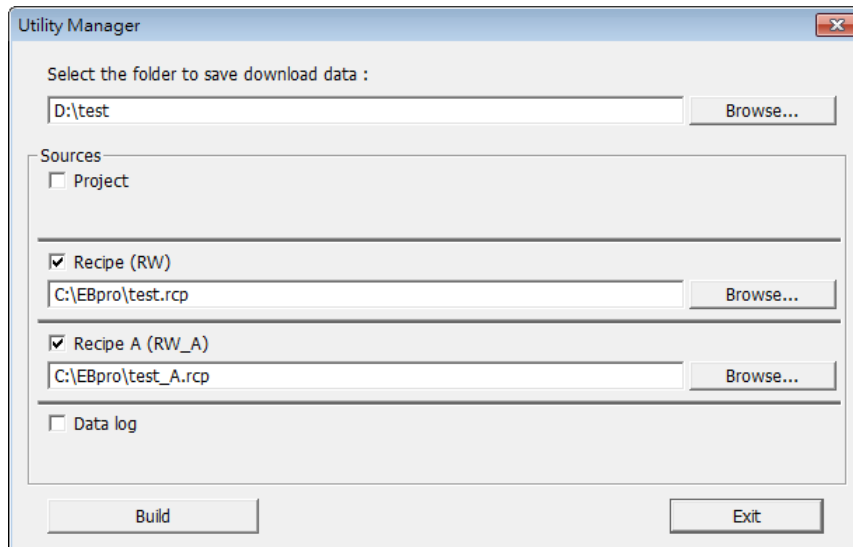 Utility Manager
Select the folder to save download data :
D:\test
Browse...
Sources
Project
Recipe (RW)
C:\EBpro\test.rcp
Browse...
Recipe A (RW_A)
C:\EBpro\test_A.rcp
Browse...
Data log
Build
Exit